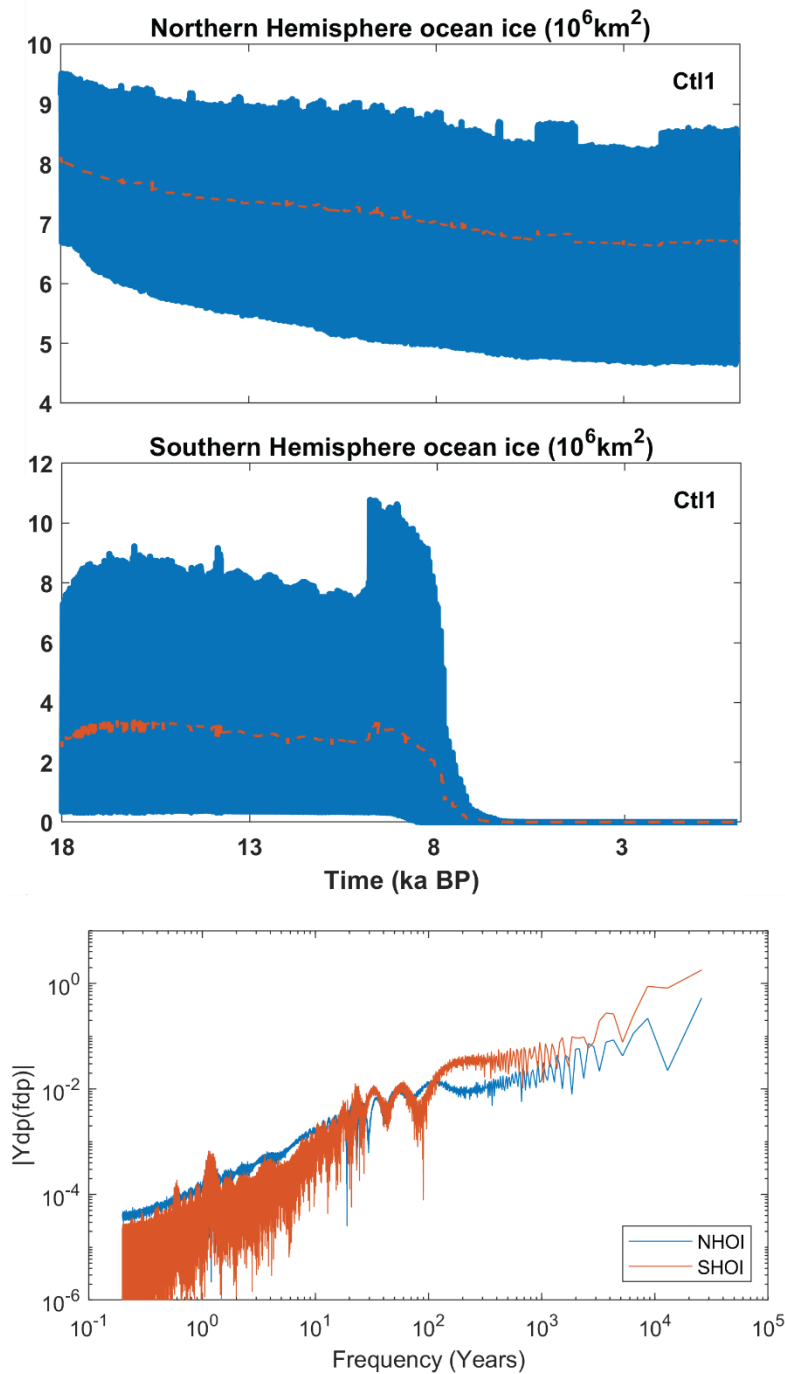 Northern Hemisphere ocean ice (10⁶km²)
10
9
8
7
6
5
4
Ctl1
Southern Hemisphere ocean ice (10⁶km²)
12
10
8
6
4
2
0
Ctl1
18 13 8 3
Time (ka BP)
|Ydp(fdp)|
10⁰
10⁻²
10⁻⁴
10⁻⁶
NHOI
SHOI
10⁻¹ 10⁰ 10¹ 10² 10³ 10⁴ 10⁵
Frequency (Years)